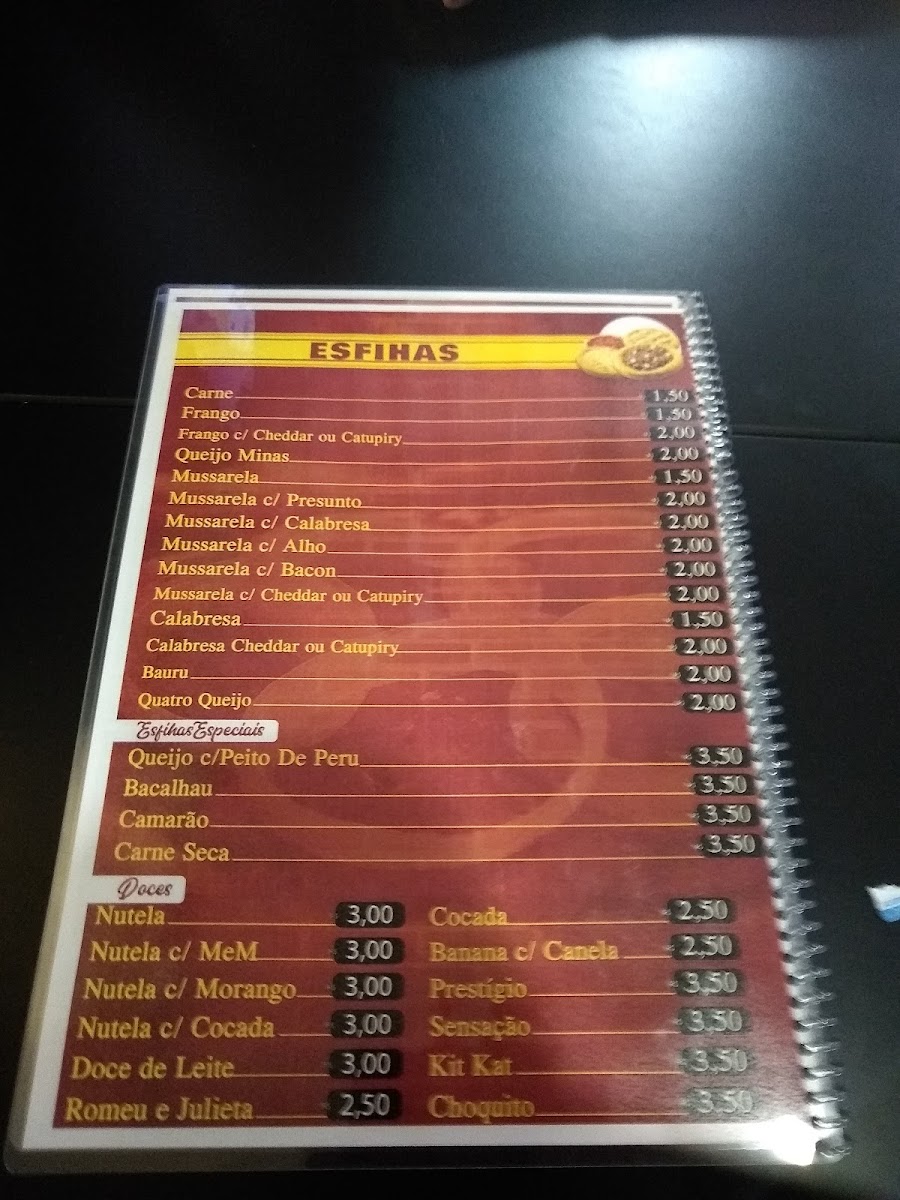 ESFIHAS
Carne 1,50
Frango 1,50
Frango c/ Cheddar ou Catupiry 2,00
Queijo Minas 2,00
Mussarela 1,50
Mussarela c/ Presunto 2,00
Mussarela c/ Calabresa 2,00
Mussarela c/ Alho 2,00
Mussarela c/ Bacon 2,00
Mussarela c/ Cheddar ou Catupiry 2,00
Calabresa 1,50
Calabresa Cheddar ou Catupiry 2,00
Bauru 2,00
Quatro Queijo 2,00
Esfihas Especiais
Queijo c/Peito De Peru 3,50
Bacalhau 3,50
Camarão 3,50
Carne Seca 3,50
Doces
Nutela 3,00
Nutela c/ MeM 3,00
Nutela c/ Morango 3,00
Nutela c/ Cocada 3,00
Doce de Leite 3,00
Romeu e Julieta 2,50
Cocada 2,50
Banana c/ Canela 2,50
Prestígio 3,50
Sensação 3,50
Kit Kat 3,50
Choquito 3,50